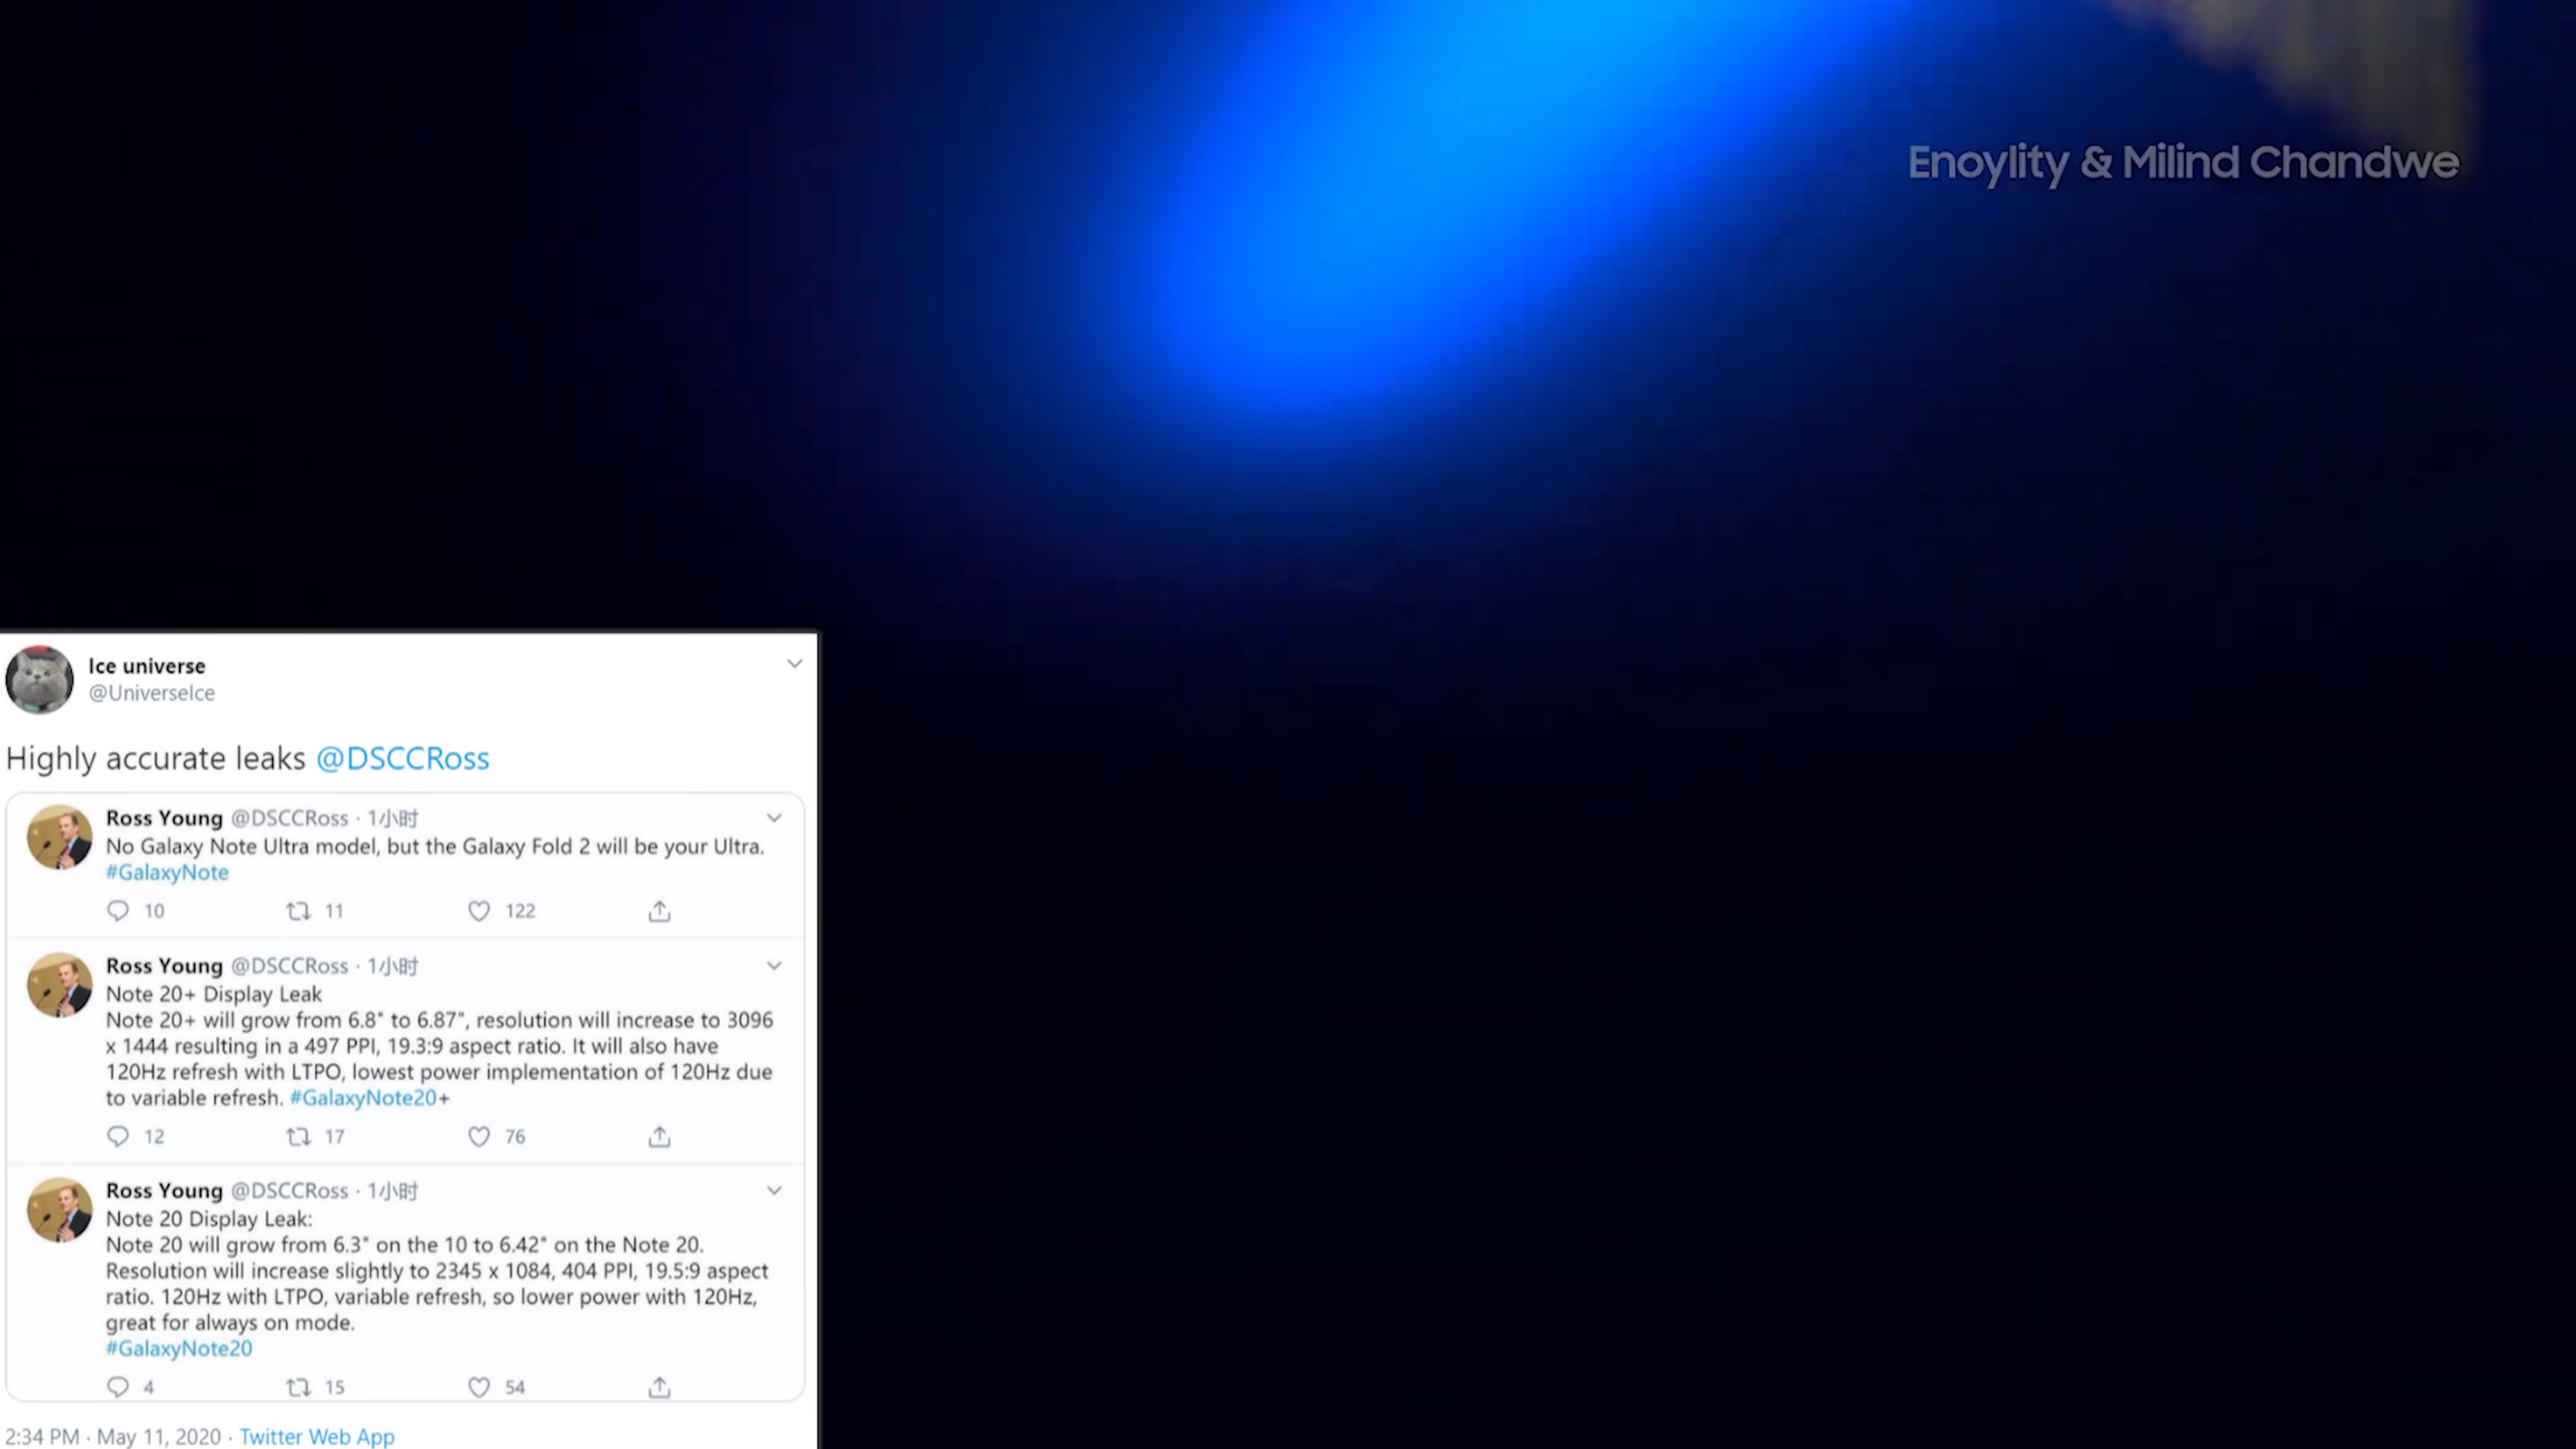 Enoylity & Milind Chandwe
Ice universe
@UniverseIce
Highly accurate leaks @DSCCRoss
Ross Young @DSCCRoss · 1小时
No Galaxy Note Ultra model, but the Galaxy Fold 2 will be your Ultra.
#GalaxyNote
10 11 122
Ross Young @DSCCRoss · 1小时
Note 20+ Display Leak
Note 20+ will grow from 6.8" to 6.87", resolution will increase to 3096
x 1444 resulting in a 497 PPI, 19.3:9 aspect ratio. It will also have
120Hz refresh with LTPO, lowest power implementation of 120Hz due
to variable refresh. #GalaxyNote20+
12 17 76
Ross Young @DSCCRoss · 1小时
Note 20 Display Leak:
Note 20 will grow from 6.3" on the 10 to 6.42" on the Note 20.
Resolution will increase slightly to 2345 x 1084, 404 PPI, 19.5:9 aspect
ratio. 120Hz with LTPO, variable refresh, so lower power with 120Hz,
great for always on mode.
#GalaxyNote20
4 15 54
2:34 PM · May 11, 2020 · Twitter Web App